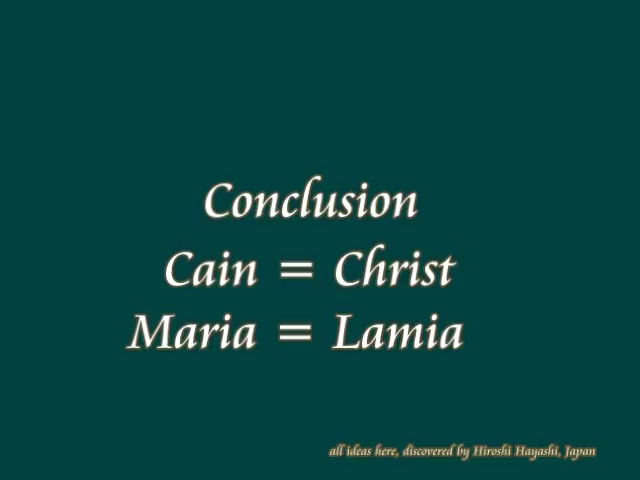 Conclusion
Cain = Christ
Maria = Lamia
all ideas here, discovered by Hiroshi Hayashi, Japan